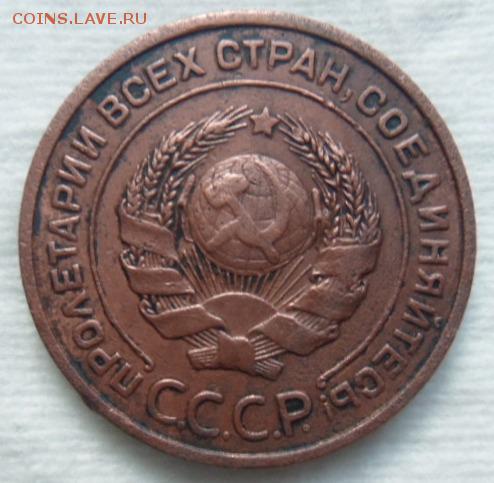 COINS.LAVE.RU
ПРОЛЕТАРИИ ВСЕХ СТРАН, СОЕДИНЯЙТЕСЬ!
С.С.С.Р.